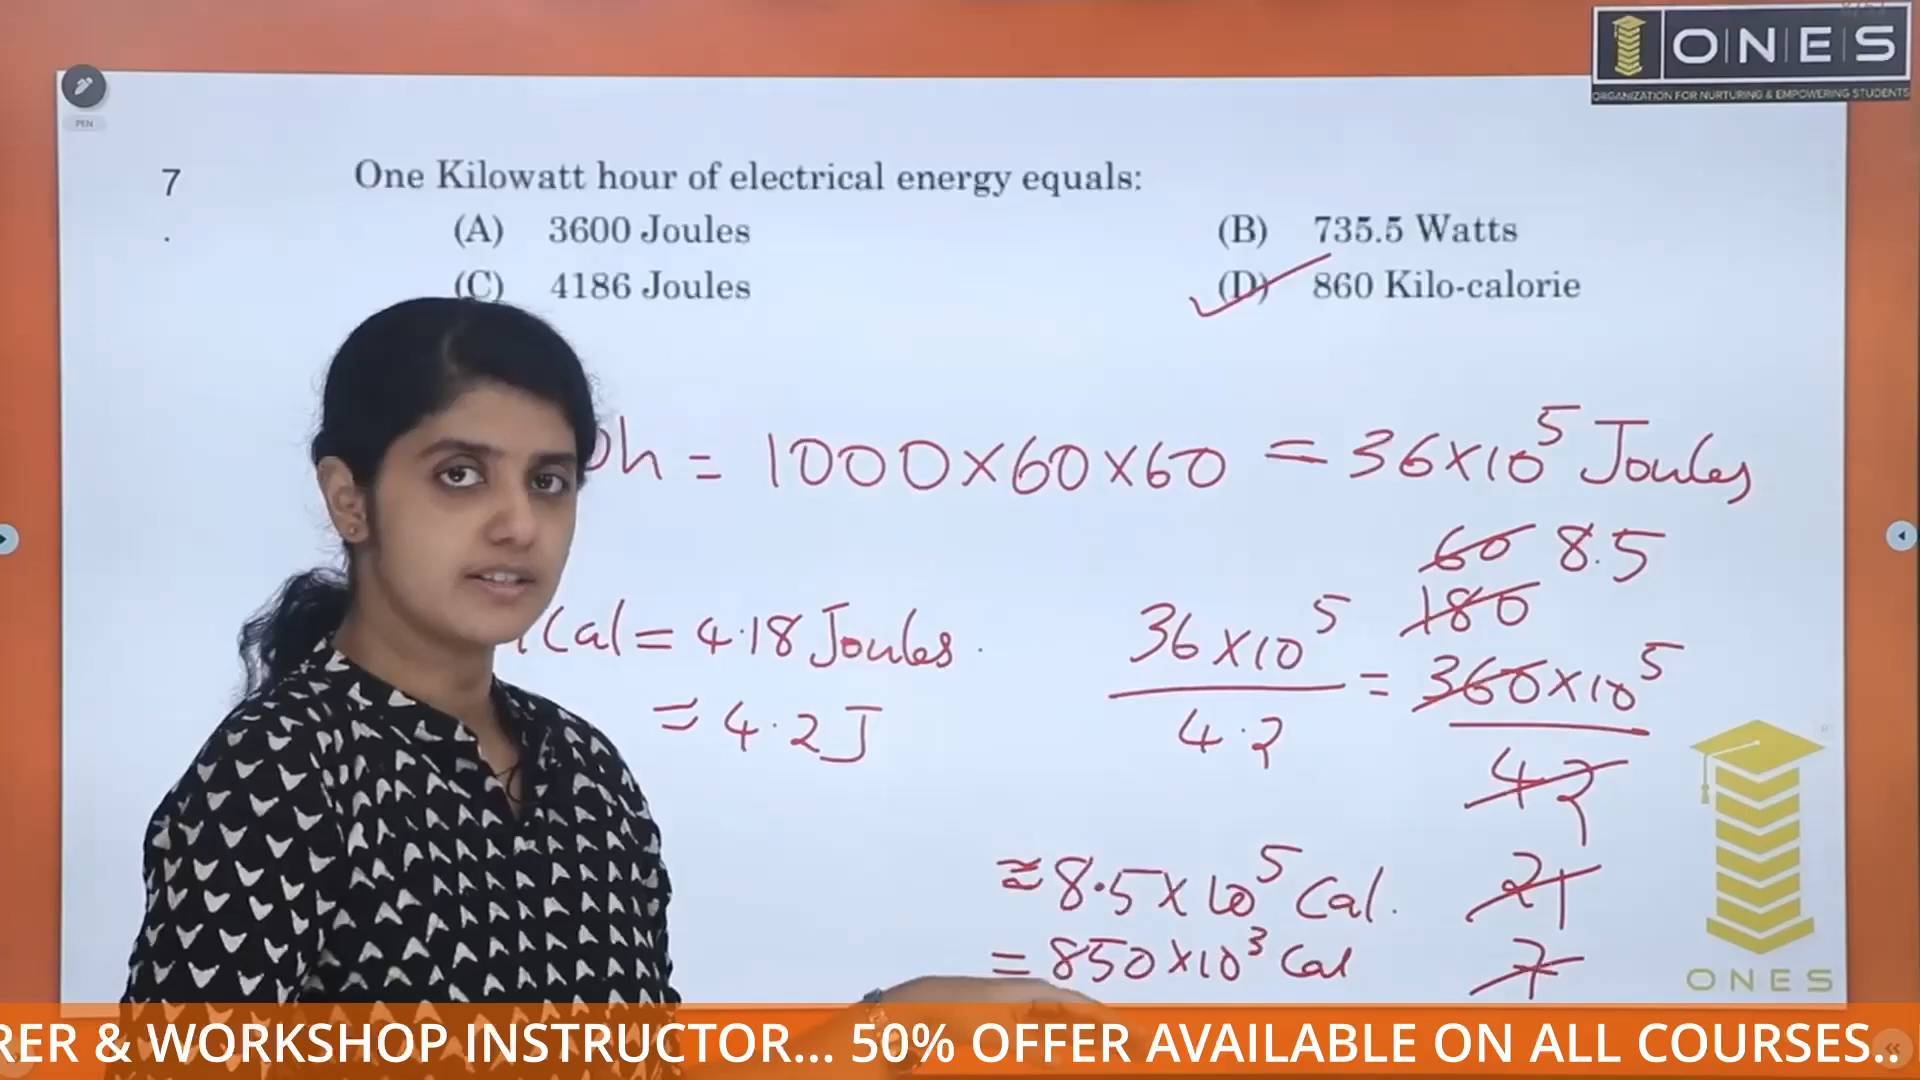 ONES
ORGANIZATION FOR NURTURING & EMPOWERING STUDENTS
PEN
7
.
One Kilowatt hour of electrical energy equals:
(A) 3600 Joules
(B) 735.5 Watts
(C) 4186 Joules
(D) 860 Kilo-calorie
h = 1000×60×60 = 36×10⁵ Joules
60 8.5
180
1 Cal = 4.18 Joules
≈ 4.2 J
36×10⁵ / 4.2 = 360×10⁵ / 42
21
7
≈ 8.5×10⁵ Cal.
= 850×10³ Cal
ONES
RER & WORKSHOP INSTRUCTOR... 50% OFFER AVAILABLE ON ALL COURSES..